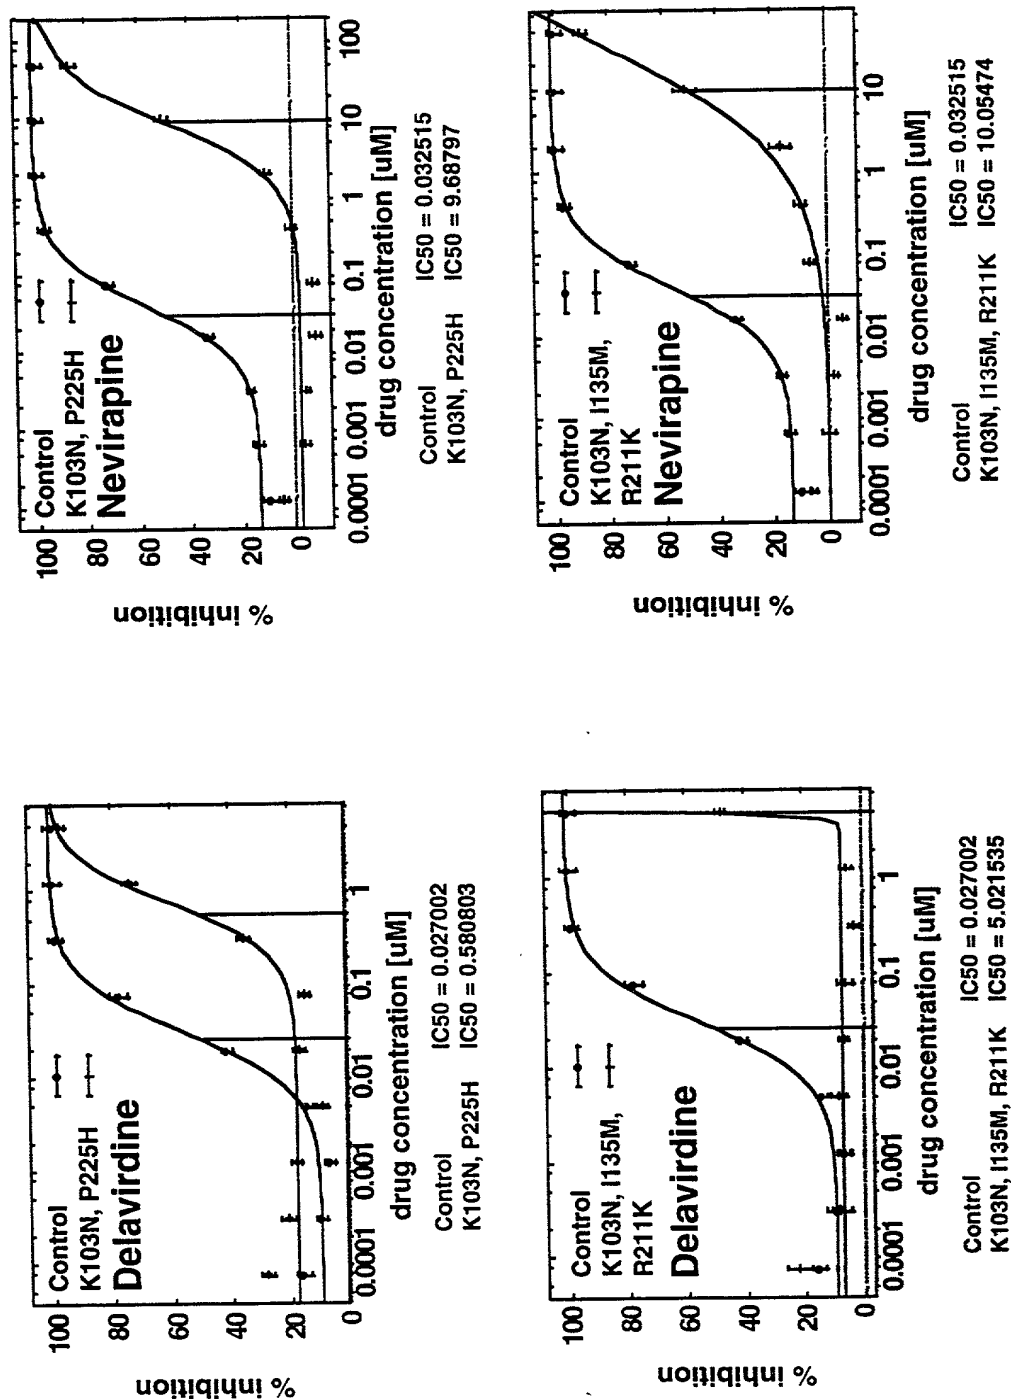 Control
K103N, P225H
Delavirdine
% inhibition
100
80
60
40
20
0
0.0001
0.001
0.01
0.1
1
drug concentration [uM]
Control IC50 = 0.027002
K103N, P225H IC50 = 0.580803
Control
K103N, P225H
Nevirapine
% inhibition
100
80
60
40
20
0
0.0001
0.001
0.01
0.1
1
10
100
drug concentration [uM]
Control IC50 = 0.032515
K103N, P225H IC50 = 9.68797
Control
K103N, I135M,
R211K
Delavirdine
% inhibition
100
80
60
40
20
0
0.0001
0.001
0.01
0.1
1
drug concentration [uM]
Control IC50 = 0.027002
K103N, I135M, R211K IC50 = 5.021535
Control
K103N, I135M,
R211K
Nevirapine
% inhibition
100
80
60
40
20
0
0.0001
0.001
0.01
0.1
1
10
drug concentration [uM]
Control IC50 = 0.032515
K103N, I135M, R211K IC50 = 10.05474